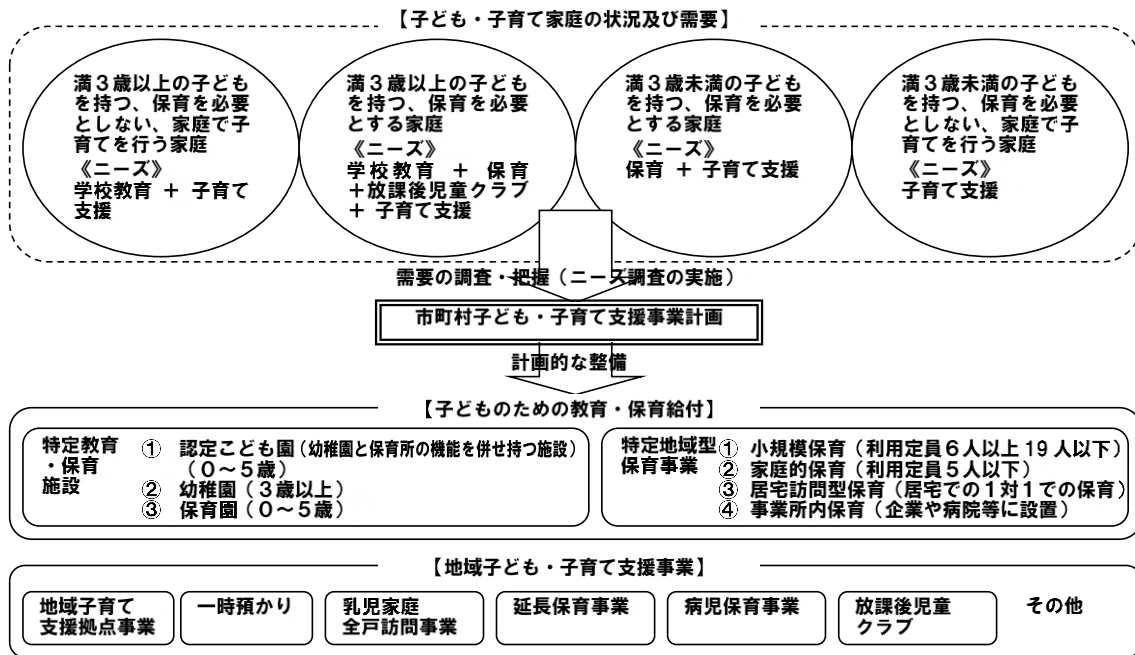 【子ども・子育て家庭の状況及び需要】
満３歳以上の子ども
を持つ、保育を必要
としない、家庭で子
育てを行う家庭
《ニーズ》
学校教育 + 子育て
支援
満３歳以上の子ども
を持つ、保育を必要
とする家庭
《ニーズ》
学校教育 + 保育
+放課後児童クラブ
+ 子育て支援
満３歳未満の子ども
を持つ、保育を必要
とする家庭
《ニーズ》
保育 + 子育て支援
満３歳未満の子ども
を持つ、保育を必要
としない、家庭で子
育てを行う家庭
《ニーズ》
子育て支援
需要の調査・把握（ニーズ調査の実施）
市町村子ども・子育て支援事業計画
計画的な整備
【子どものための教育・保育給付】
特定教育
・保育
施設
① 認定こども園（幼稚園と保育所の機能を併せ持つ施設）
（０～５歳）
② 幼稚園（３歳以上）
③ 保育園（０～５歳）
特定地域型
保育事業
① 小規模保育（利用定員６人以上 19 人以下）
② 家庭的保育（利用定員５人以下）
③ 居宅訪問型保育（居宅での１対１での保育）
④ 事業所内保育（企業や病院等に設置）
【地域子ども・子育て支援事業】
地域子育て
支援拠点事業
一時預かり
乳児家庭
全戸訪問事業
延長保育事業
病児保育事業
放課後児童
クラブ
その他